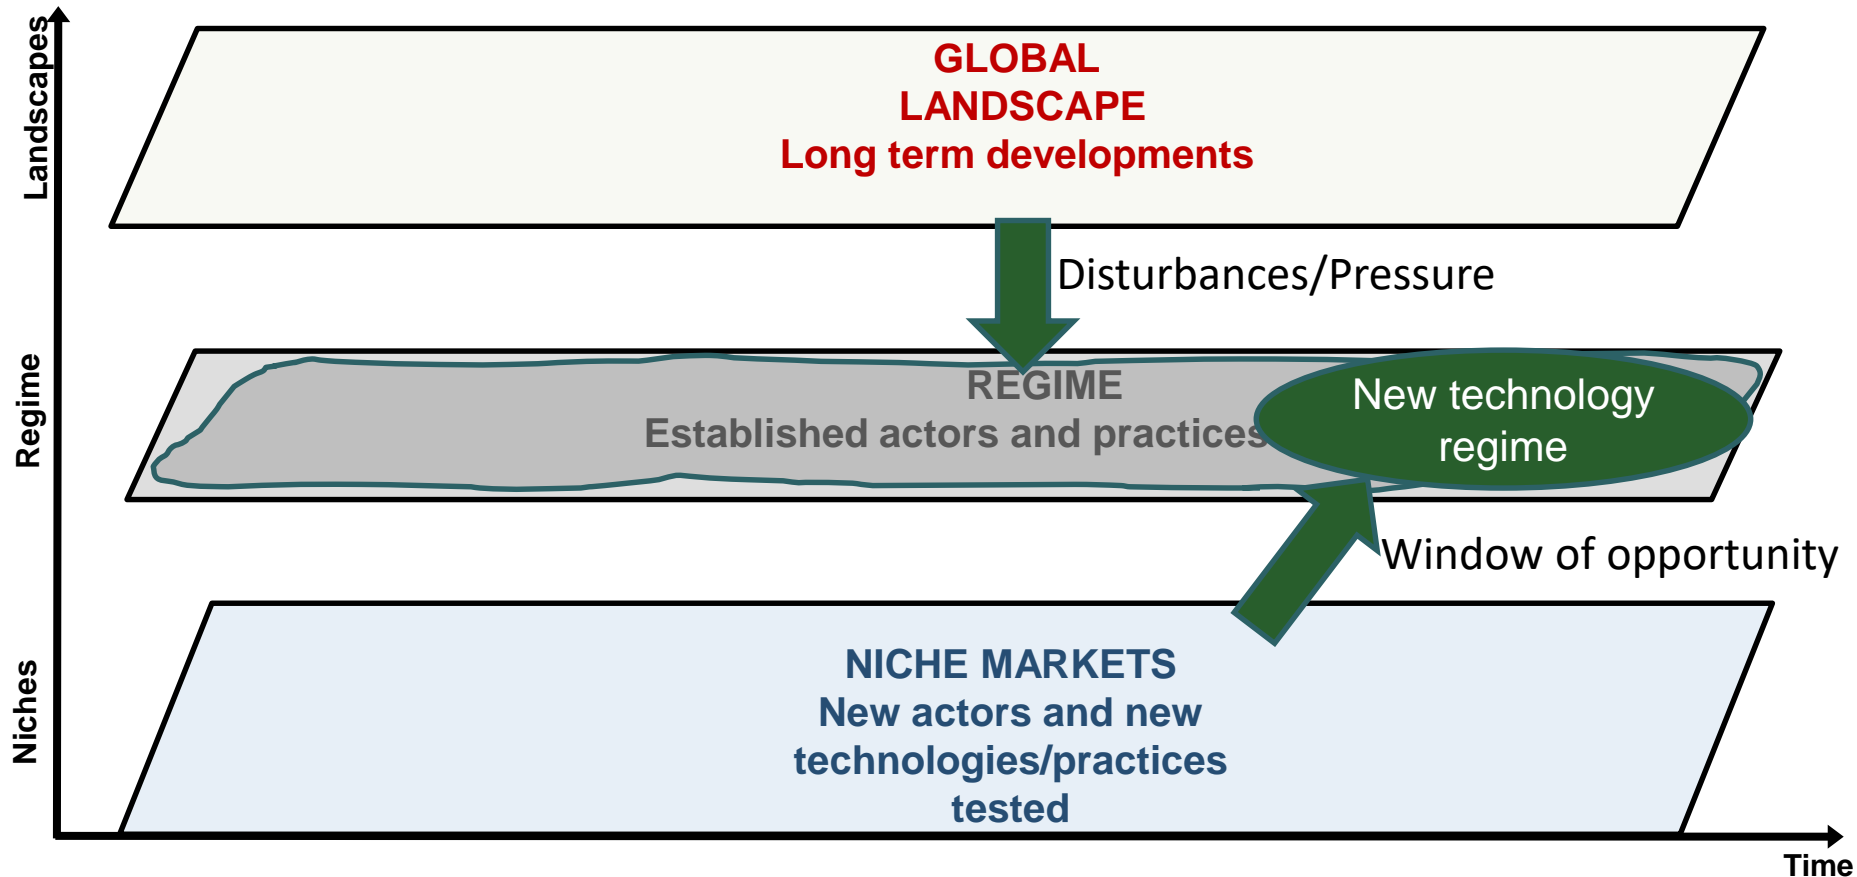 Landscapes
GLOBAL
LANDSCAPE
Long term developments
Disturbances/Pressure
Regime
REGIME
Established actors and practices
New technology
regime
Window of opportunity
Niches
NICHE MARKETS
New actors and new
technologies/practices
tested
Time